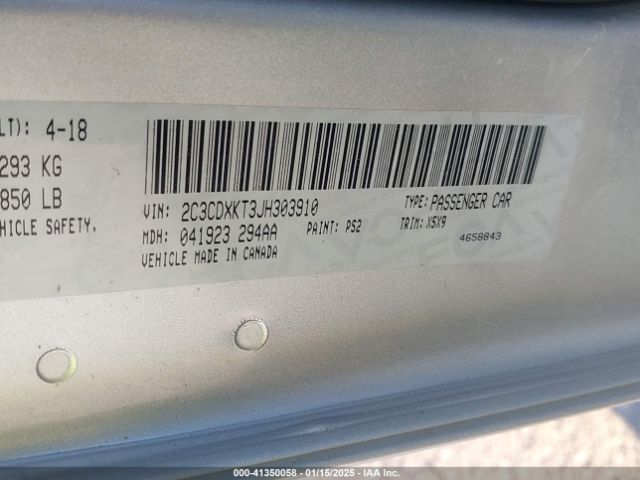 LT): 4-18
293 KG
850 LB
EHICLE SAFETY,
VIN: 2C3CDXKT3JH303910
TYPE: PASSENGER CAR
MDH: 041923 294AA
PAINT: PS2
TRIM: X5X9
VEHICLE MADE IN CANADA
4658843
000-41350058 - 01/15/2025 - IAA Inc.